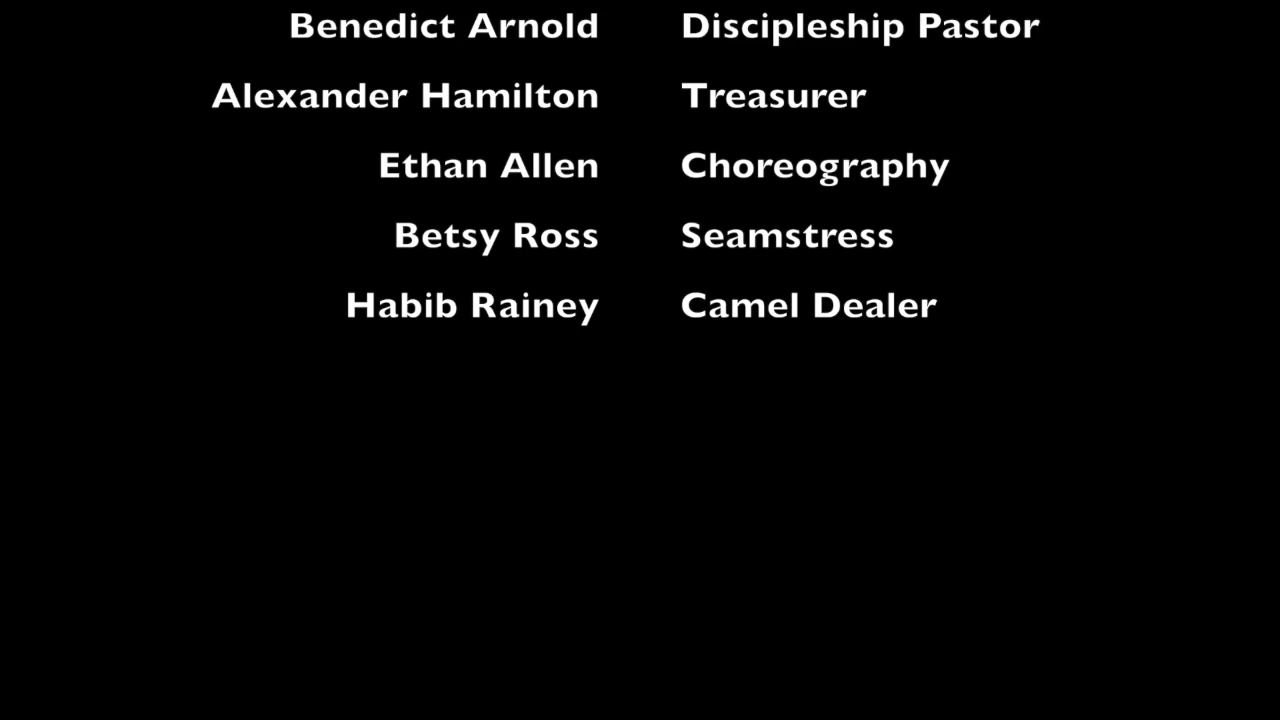 Benedict Arnold Discipleship Pastor
Alexander Hamilton Treasurer
Ethan Allen Choreography
Betsy Ross Seamstress
Habib Rainey Camel Dealer